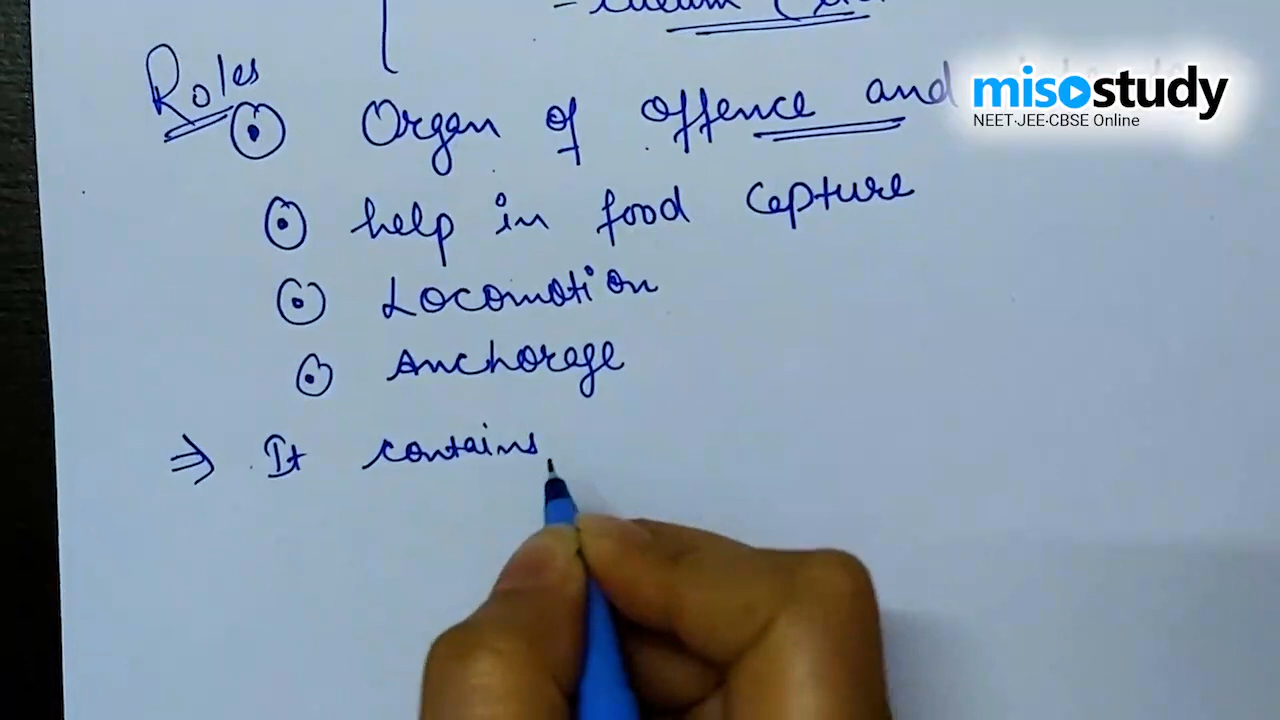 Roles
Organ of offence and
help in food capture
Locomotion
Anchorage
⇒ It contains
misostudy
NEET·JEE·CBSE Online